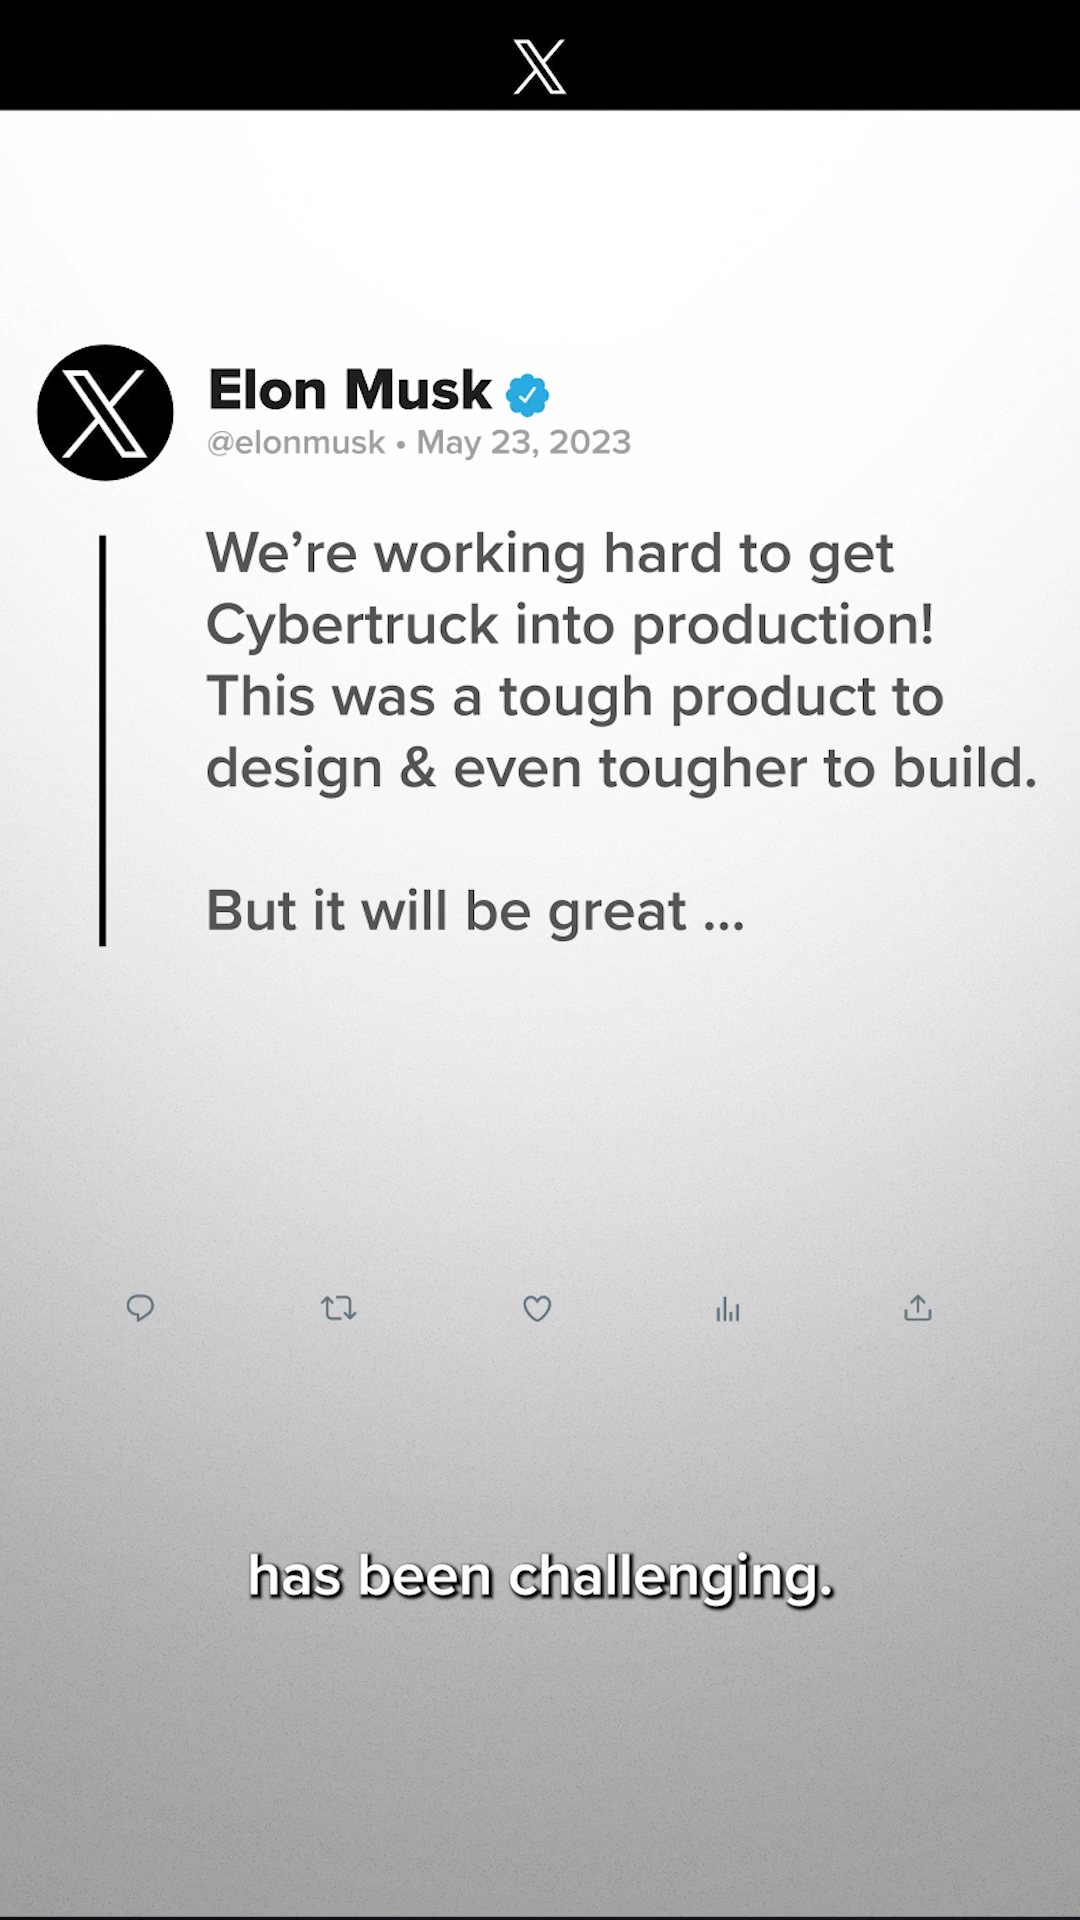 Elon Musk
@elonmusk • May 23, 2023
We’re working hard to get
Cybertruck into production!
This was a tough product to
design & even tougher to build.
But it will be great ...
has been challenging.